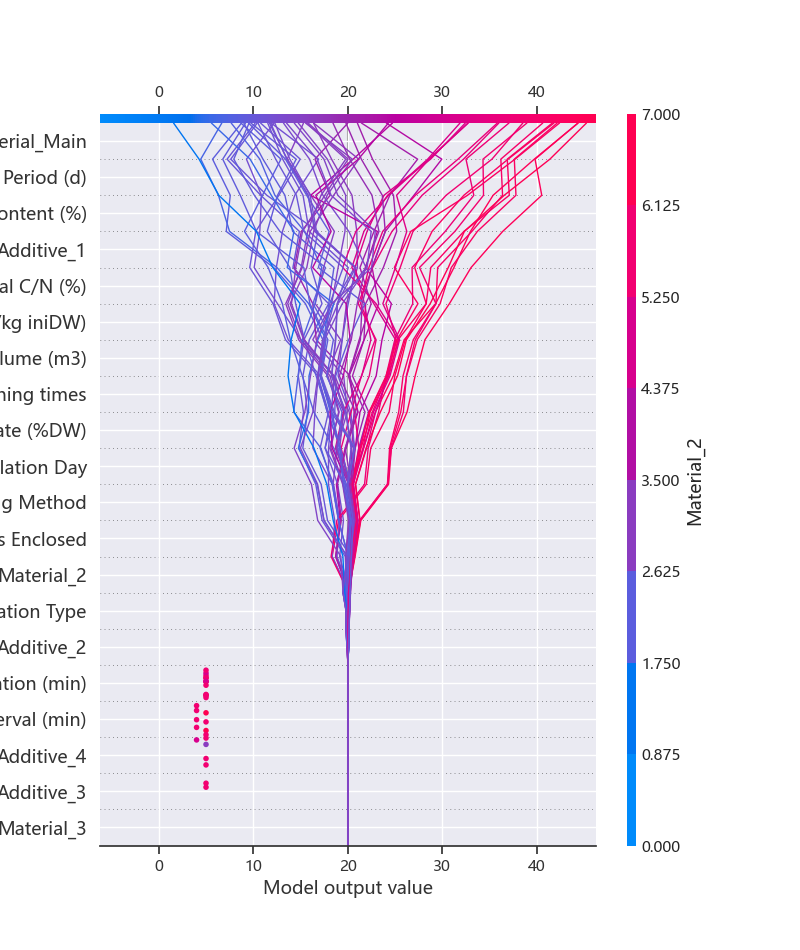 0 10 20 30 40
erial_Main
Period (d)
ontent (%)
Additive_1
al C/N (%)
/kg iniDW)
lume (m3)
ning times
ate (%DW)
lation Day
g Method
s Enclosed
Material_2
ation Type
Additive_2
ation (min)
erval (min)
Additive_4
Additive_3
Material_3
0 10 20 30 40
Model output value
7.000
6.125
5.250
4.375
3.500
2.625
1.750
0.875
0.000
Material_2